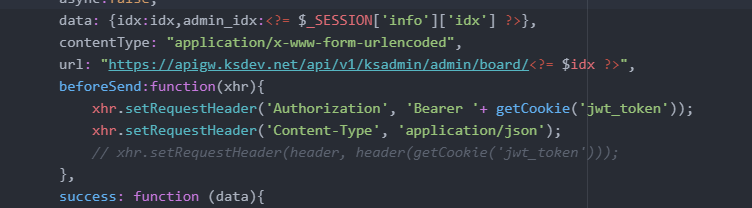 async:false,
data: {idx:idx,admin_idx:<?= $_SESSION['info']['idx'] ?>},
contentType: "application/x-www-form-urlencoded",
url: "https://apigw.ksdev.net/api/v1/ksadmin/admin/board/<?= $idx ?>",
beforeSend:function(xhr){
xhr.setRequestHeader('Authorization', 'Bearer '+ getCookie('jwt_token'));
xhr.setRequestHeader('Content-Type', 'application/json');
// xhr.setRequestHeader(header, header(getCookie('jwt_token')));
},
success: function (data){